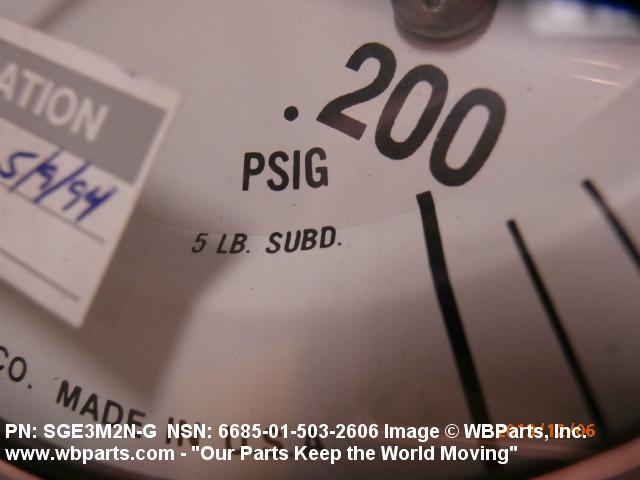 .200
PSIG
5 LB. SUBD.
ATION
5/9/94
CO. MADE IN U.S.A.
PN: SGE3M2N-G NSN: 6685-01-503-2606 Image © WBParts, Inc.
www.wbparts.com - "Our Parts Keep the World Moving"